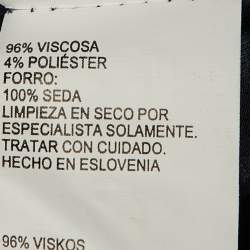 96% VISCOSA
4% POLIÉSTER
FORRO:
100% SEDA
LIMPIEZA EN SECO POR
ESPECIALISTA SOLAMENTE.
TRATAR CON CUIDADO.
HECHO EN ESLOVENIA
96% VISKOS